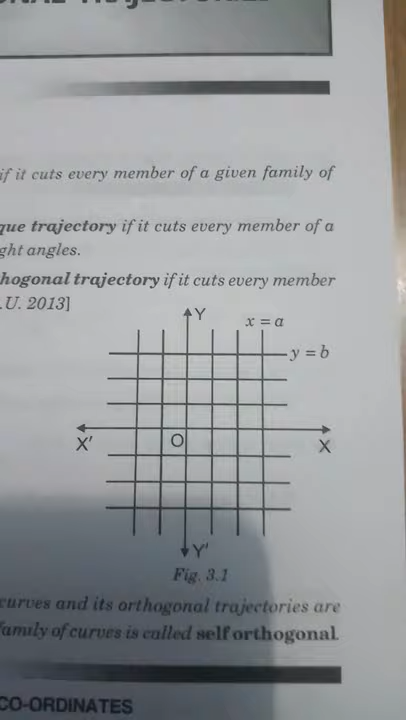 if it cuts every member of a given family of
que trajectory if it cuts every member of a
ght angles.
hogonal trajectory if it cuts every member
.U. 2013]
Y
x = a
y = b
X′
O
X
Y′
Fig. 3.1
curves and its orthogonal trajectories are
family of curves is called self orthogonal.
CO-ORDINATES